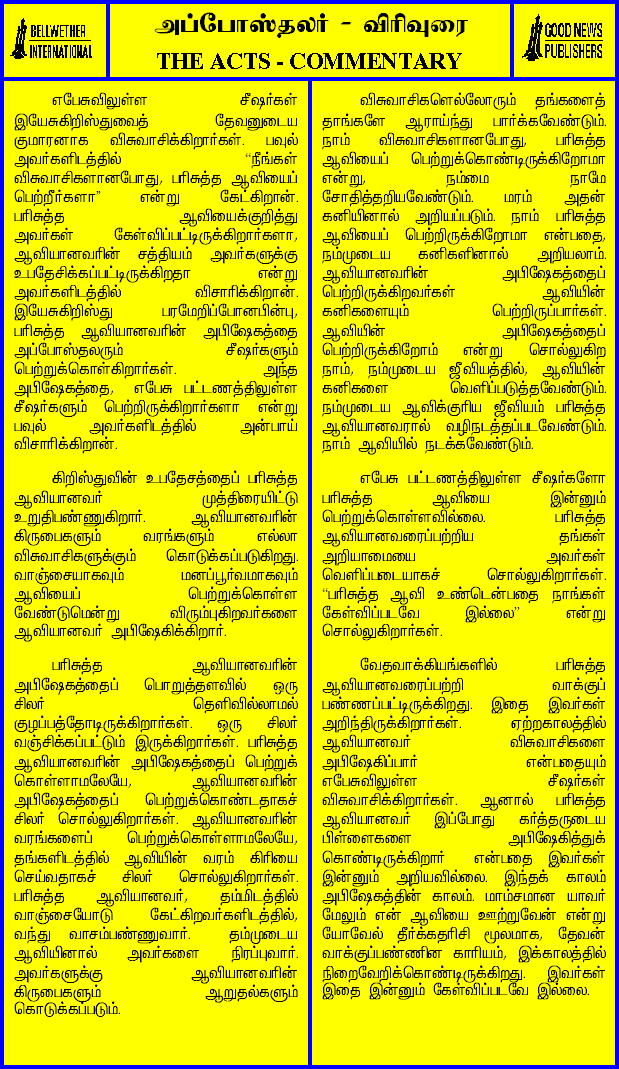 BELLWETHER
INTERNATIONAL
அப்போஸ்தலர் - விரிவுரை
THE ACTS - COMMENTARY
GOOD NEWS
PUBLISHERS
எபேசுவிலுள்ள சீஷர்கள்
இயேசுகிறிஸ்துவைத் தேவனுடைய
குமாரனாக விசுவாசிக்கிறார்கள். பவுல்
அவர்களிடத்தில் “நீங்கள்
விசுவாசிகளானபோது, பரிசுத்த ஆவியைப்
பெற்றீர்களா” என்று கேட்கிறான்.
பரிசுத்த ஆவியைக்குறித்து
அவர்கள் கேள்விப்பட்டிருக்கிறார்களா,
ஆவியானவரின் சத்தியம் அவர்களுக்கு
உபதேசிக்கப்பட்டிருக்கிறதா என்று
அவர்களிடத்தில் விசாரிக்கிறான்.
இயேசுகிறிஸ்து பரமேறிப்போனபின்பு,
பரிசுத்த ஆவியானவரின் அபிஷேகத்தை
அப்போஸ்தலரும் சீஷர்களும்
பெற்றுக்கொள்கிறார்கள். அந்த
அபிஷேகத்தை, எபேசு பட்டணத்திலுள்ள
சீஷர்களும் பெற்றிருக்கிறார்களா என்று
பவுல் அவர்களிடத்தில் அன்பாய்
விசாரிக்கிறான்.
கிறிஸ்துவின் உபதேசத்தைப் பரிசுத்த
ஆவியானவர் முத்திரையிட்டு
உறுதிபண்ணுகிறார். ஆவியானவரின்
கிருபைகளும் வரங்களும் எல்லா
விசுவாசிகளுக்கும் கொடுக்கப்படுகிறது.
வாஞ்சையாகவும் மனப்பூர்வமாகவும்
ஆவியைப் பெற்றுக்கொள்ள
வேண்டுமென்று விரும்புகிறவர்களை
ஆவியானவர் அபிஷேகிக்கிறார்.
பரிசுத்த ஆவியானவரின்
அபிஷேகத்தைப் பொறுத்தளவில் ஒரு
சிலர் தெளிவில்லாமல்
குழப்பத்தோடிருக்கிறார்கள். ஒரு சிலர்
வஞ்சிக்கப்பட்டும் இருக்கிறார்கள். பரிசுத்த
ஆவியானவரின் அபிஷேகத்தைப் பெற்றுக்
கொள்ளாமலேயே, ஆவியானவரின்
அபிஷேகத்தைப் பெற்றுக்கொண்டதாகச்
சிலர் சொல்லுகிறார்கள். ஆவியானவரின்
வரங்களைப் பெற்றுக்கொள்ளாமலேயே,
தங்களிடத்தில் ஆவியின் வரம் கிரியை
செய்வதாகச் சிலர் சொல்லுகிறார்கள்.
பரிசுத்த ஆவியானவர், தம்மிடத்தில்
வாஞ்சையோடு கேட்கிறவர்களிடத்தில்,
வந்து வாசம்பண்ணுவார். தம்முடைய
ஆவியினால் அவர்களை நிரப்புவார்.
அவர்களுக்கு ஆவியானவரின்
கிருபைகளும் ஆறுதல்களும்
கொடுக்கப்படும்.
விசுவாசிகளெல்லோரும் தங்களைத்
தாங்களே ஆராய்ந்து பார்க்கவேண்டும்.
நாம் விசுவாசிகளானபோது, பரிசுத்த
ஆவியைப் பெற்றுக்கொண்டிருக்கிறோமா
என்று, நம்மை நாமே
சோதித்தறியவேண்டும். மரம் அதன்
கனியினால் அறியப்படும். நாம் பரிசுத்த
ஆவியைப் பெற்றிருக்கிறோமா என்பதை,
நம்முடைய கனிகளினால் அறியலாம்.
ஆவியானவரின் அபிஷேகத்தைப்
பெற்றிருக்கிறவர்கள் ஆவியின்
கனிகளையும் பெற்றிருப்பார்கள்.
ஆவியின் அபிஷேகத்தைப்
பெற்றிருக்கிறோம் என்று சொல்லுகிற
நாம், நம்முடைய ஜீவியத்தில், ஆவியின்
கனிகளை வெளிப்படுத்தவேண்டும்.
நம்முடைய ஆவிக்குரிய ஜீவியம் பரிசுத்த
ஆவியானவரால் வழிநடத்தப்படவேண்டும்.
நாம் ஆவியில் நடக்கவேண்டும்.
எபேசு பட்டணத்திலுள்ள சீஷர்களோ
பரிசுத்த ஆவியை இன்னும்
பெற்றுக்கொள்ளவில்லை. பரிசுத்த
ஆவியானவரைப்பற்றிய தங்கள்
அறியாமையை அவர்கள்
வெளிப்படையாகச் சொல்லுகிறார்கள்.
“பரிசுத்த ஆவி உண்டென்பதை நாங்கள்
கேள்விப்படவே இல்லை” என்று
சொல்லுகிறார்கள்.
வேதவாக்கியங்களில் பரிசுத்த
ஆவியானவரைப்பற்றி வாக்குப்
பண்ணப்பட்டிருக்கிறது. இதை இவர்கள்
அறிந்திருக்கிறார்கள். ஏற்றகாலத்தில்
ஆவியானவர் விசுவாசிகளை
அபிஷேகிப்பார் என்பதையும்
எபேசுவிலுள்ள சீஷர்கள்
விசுவாசிக்கிறார்கள். ஆனால் பரிசுத்த
ஆவியானவர் இப்போது கர்த்தருடைய
பிள்ளைகளை அபிஷேகித்துக்
கொண்டிருக்கிறார் என்பதை இவர்கள்
இன்னும் அறியவில்லை. இந்தக் காலம்
அபிஷேகத்தின் காலம். மாம்சமான யாவர்
மேலும் என் ஆவியை ஊற்றுவேன் என்று
யோவேல் தீர்க்கதரிசி மூலமாக, தேவன்
வாக்குப்பண்ணின காரியம், இக்காலத்தில்
நிறைவேறிக்கொண்டிருக்கிறது. இவர்கள்
இதை இன்னும் கேள்விப்படவே இல்லை.